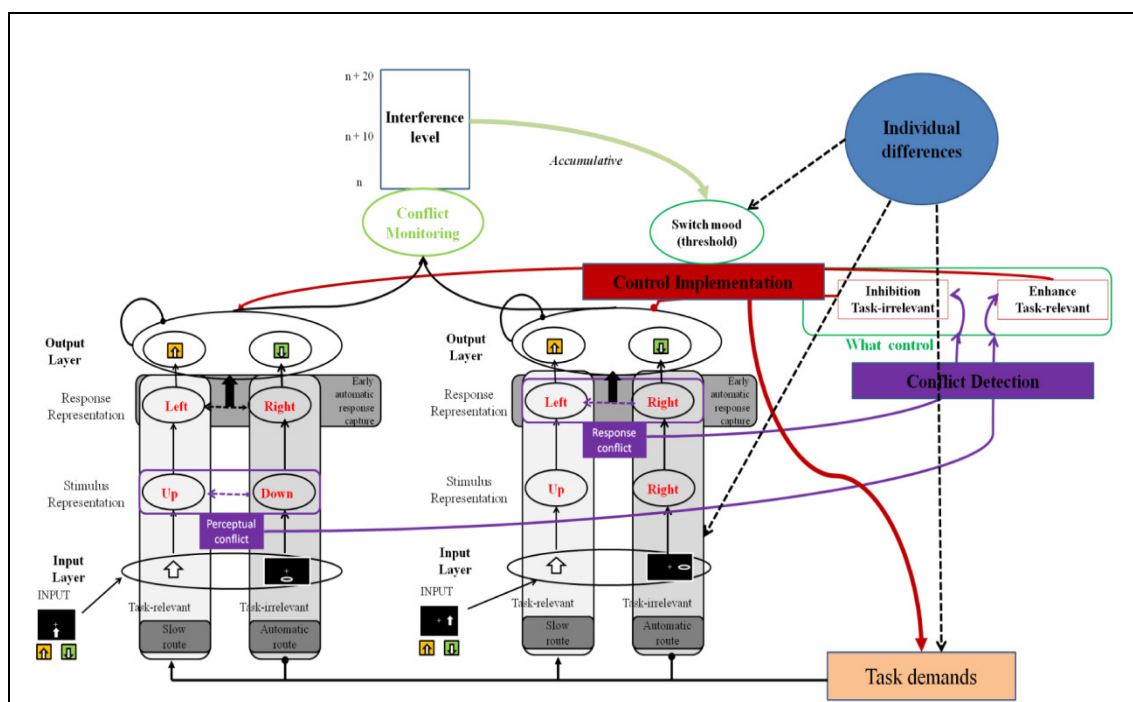 n + 20
Interference
level
n + 10
n
Accumulative
Individual
differences
Conflict
Monitoring
Switch mood
(threshold)
Control Implementation
Inhibition
Task-irrelevant
Enhance
Task-relevant
What control
Conflict Detection
Output
Layer
Response
Representation
Left
Right
Early
automatic
response
capture
Stimulus
Representation
Up
Down
Perceptual
conflict
Input
Layer
INPUT
Task-relevant
Task-irrelevant
Slow
route
Automatic
route
Output
Layer
Response
Representation
Left
Right
Early
automatic
response
capture
Response
conflict
Stimulus
Representation
Up
Right
Input
Layer
INPUT
Task-relevant
Task-irrelevant
Slow
route
Automatic
route
Task demands